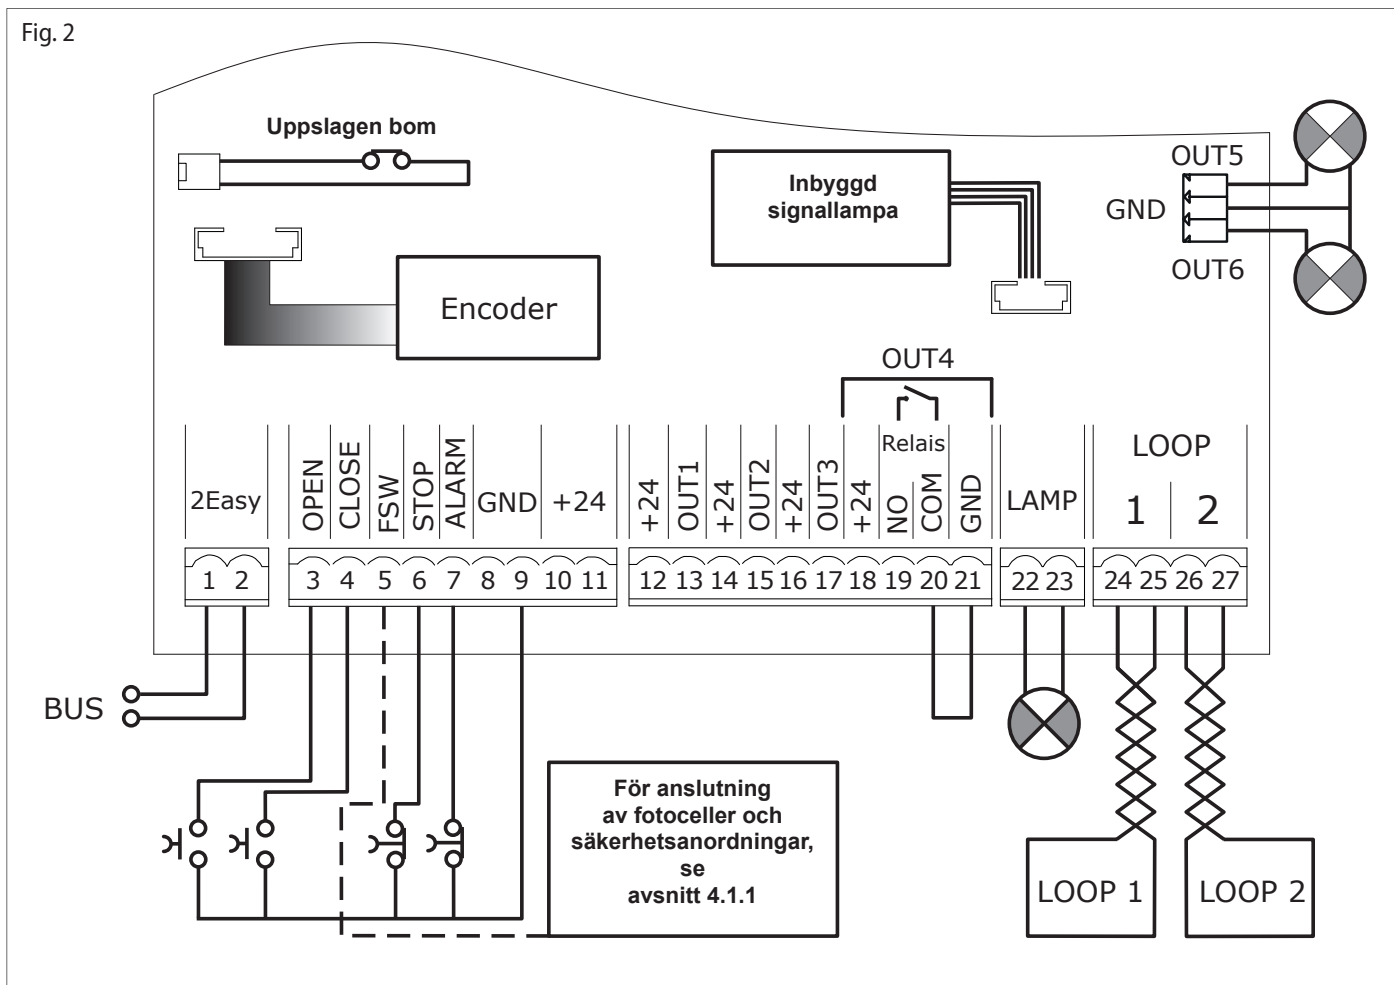 Fig. 2
Uppslagen bom
Inbyggd
signallampa
OUT5
GND
OUT6
Encoder
OUT4
Relais
2Easy
OPEN
CLOSE
FSW
STOP
ALARM
GND
+24
+24
OUT1
+24
OUT2
+24
OUT3
+24
NO
COM
GND
LAMP
LOOP
1 2
1 2 3 4 5 6 7 8 9 10 11 12 13 14 15 16 17 18 19 20 21 22 23 24 25 26 27
BUS
För anslutning
av fotoceller och
säkerhetsanordningar,
se
avsnitt 4.1.1
LOOP 1
LOOP 2